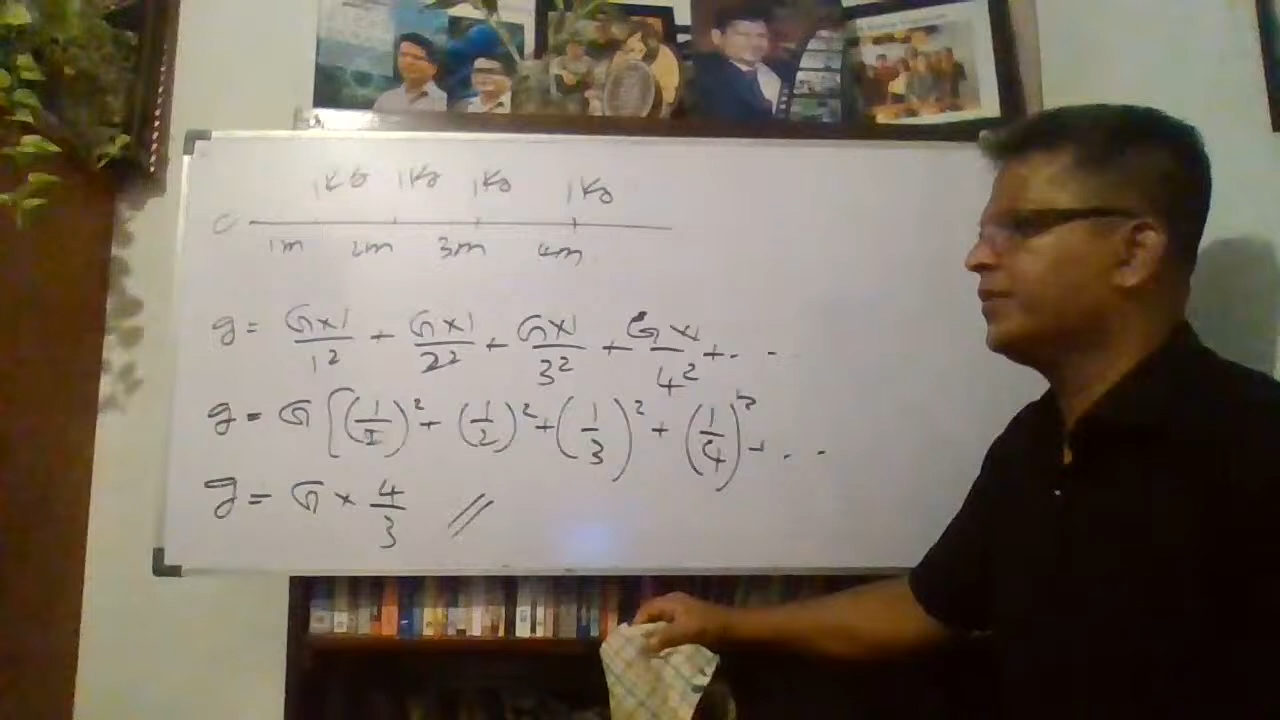 1Kg 1Kg 1Kg 1Kg
1m 2m 3m 4m
g = G×1/1² + G×1/2² + G×1/3² + G×1/4² + . .
g = G [(1/1)² + (1/2)² + (1/3)² + (1/4)² + . .
g = G × 4/3 //